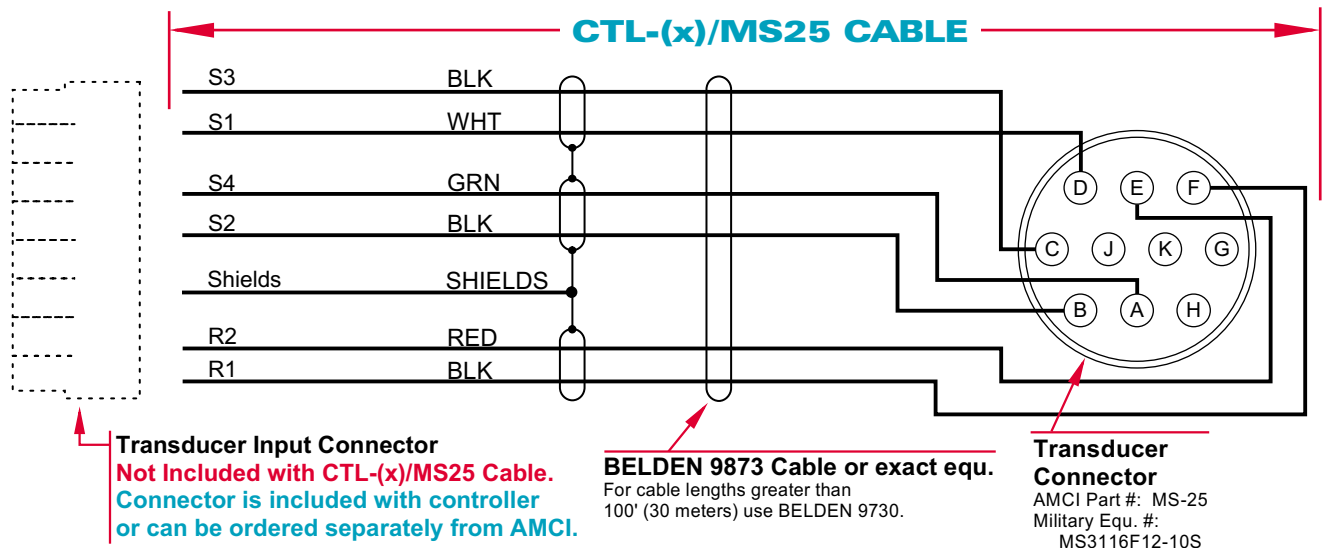 CTL-(x)/MS25 CABLE
S3 BLK
S1 WHT
S4 GRN
S2 BLK
Shields SHIELDS
R2 RED
R1 BLK
D E F
C J K G
B A H
Transducer Input Connector
Not Included with CTL-(x)/MS25 Cable.
Connector is included with controller
or can be ordered separately from AMCI.
BELDEN 9873 Cable or exact equ.
For cable lengths greater than
100' (30 meters) use BELDEN 9730.
Transducer
Connector
AMCI Part #: MS-25
Military Equ. #:
MS3116F12-10S